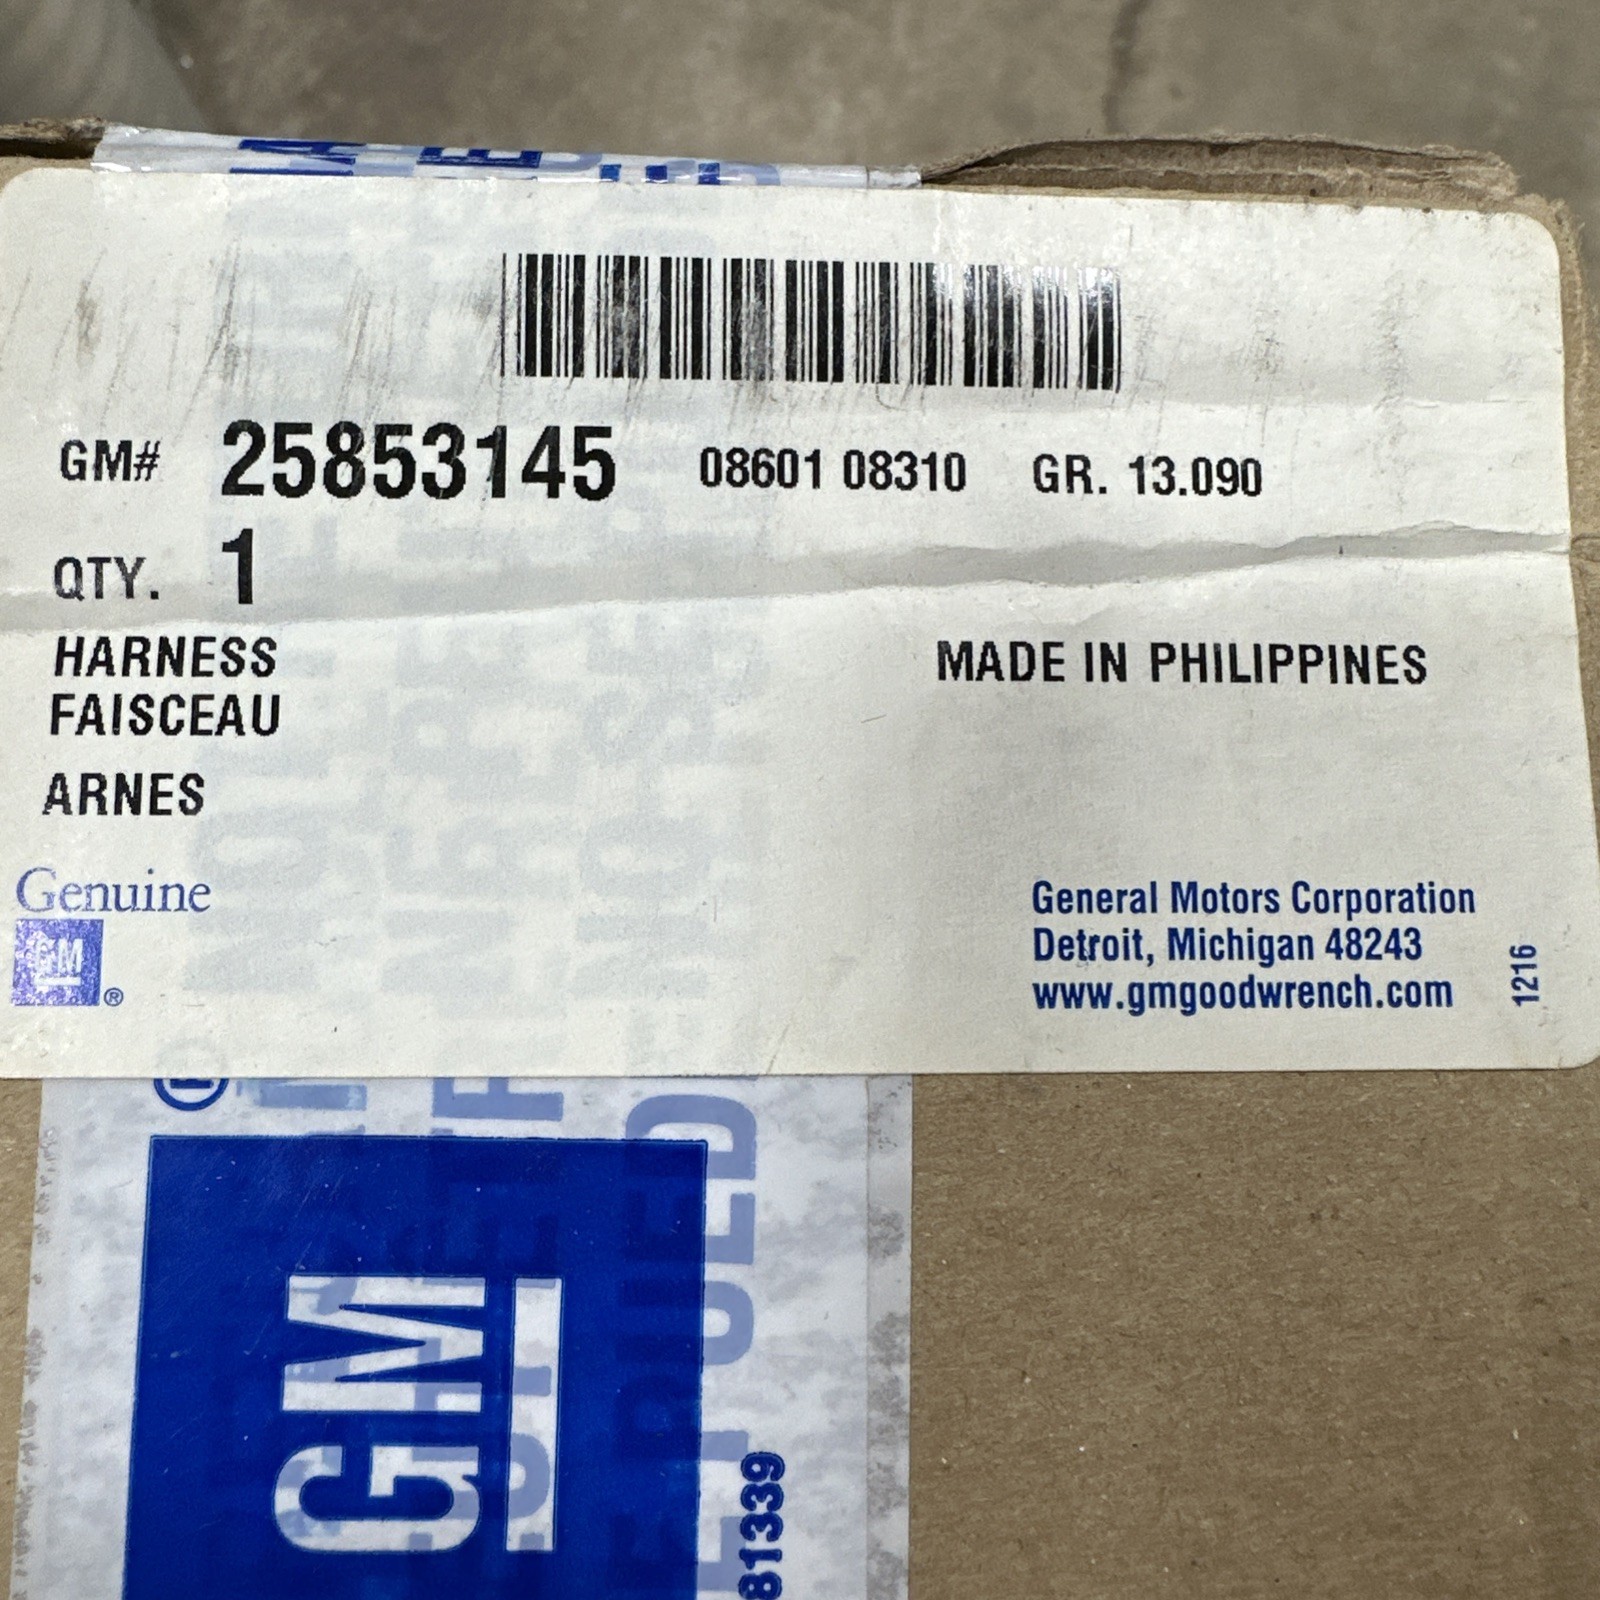 GM# 25853145 08601 08310 GR. 13.090
QTY. 1
HARNESS
FAISCEAU
MADE IN PHILIPPINES
ARNES
Genuine
GM
®
General Motors Corporation
Detroit, Michigan 48243
www.gmgoodwrench.com
1216
®
GM
81339